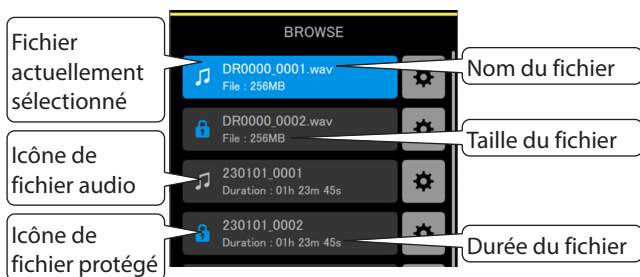 BROWSE
Fichier
actuellement
sélectionné
DR0000_0001.wav
File : 256MB
Nom du fichier
DR0000_0002.wav
File : 256MB
Taille du fichier
Icône de
fichier audio
230101_0001
Duration : 01h 23m 45s
Icône de
fichier protégé
230101_0002
Duration : 01h 23m 45s
Durée du fichier